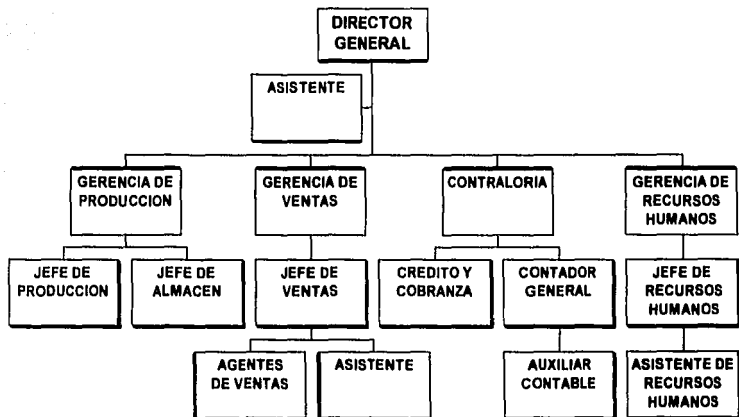 DIRECTOR
GENERAL
ASISTENTE
GERENCIA DE
PRODUCCION
GERENCIA DE
VENTAS
CONTRALORIA
GERENCIA DE
RECURSOS
HUMANOS
JEFE DE
PRODUCCION
JEFE DE
ALMACEN
JEFE DE
VENTAS
CREDITO Y
COBRANZA
CONTADOR
GENERAL
JEFE DE
RECURSOS
HUMANOS
AGENTES
DE VENTAS
ASISTENTE
AUXILIAR
CONTABLE
ASISTENTE DE
RECURSOS
HUMANOS